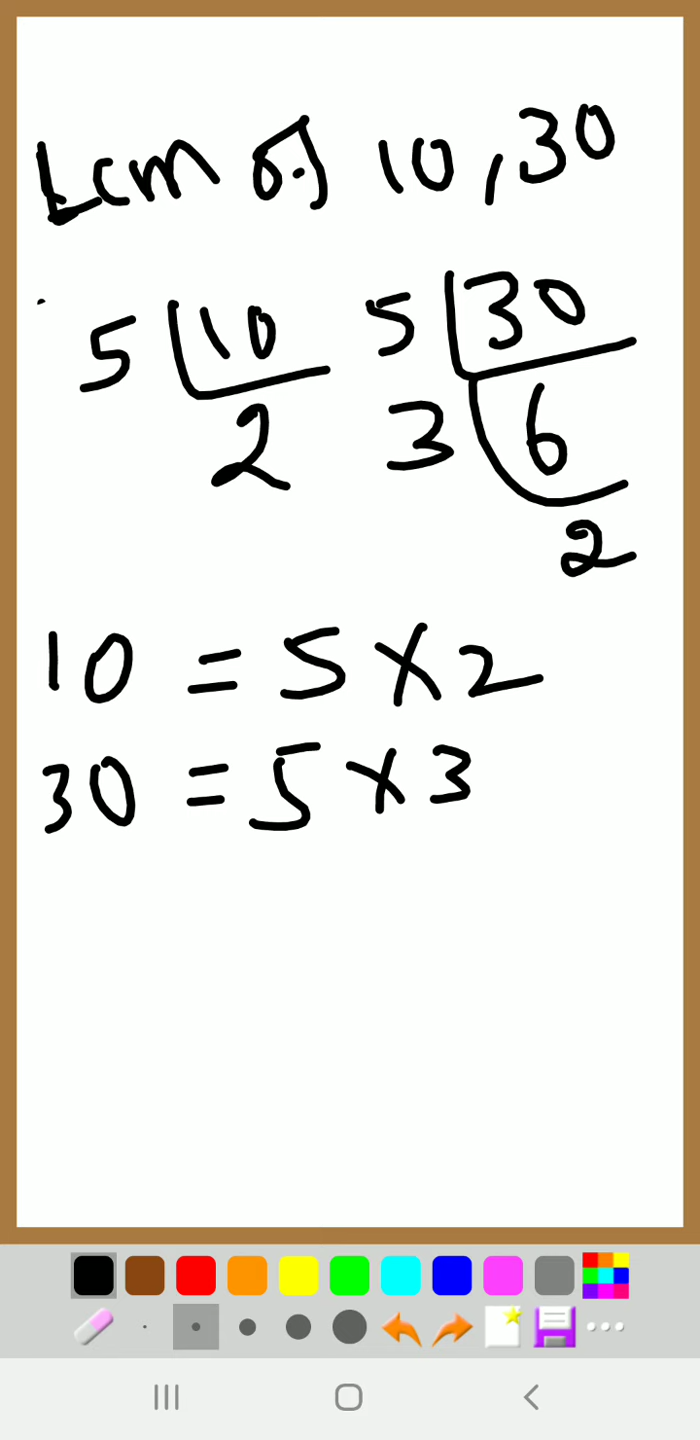 Lcm of 10, 30
5 10 5 30
2 3 6
2
10 = 5 × 2
30 = 5 × 3